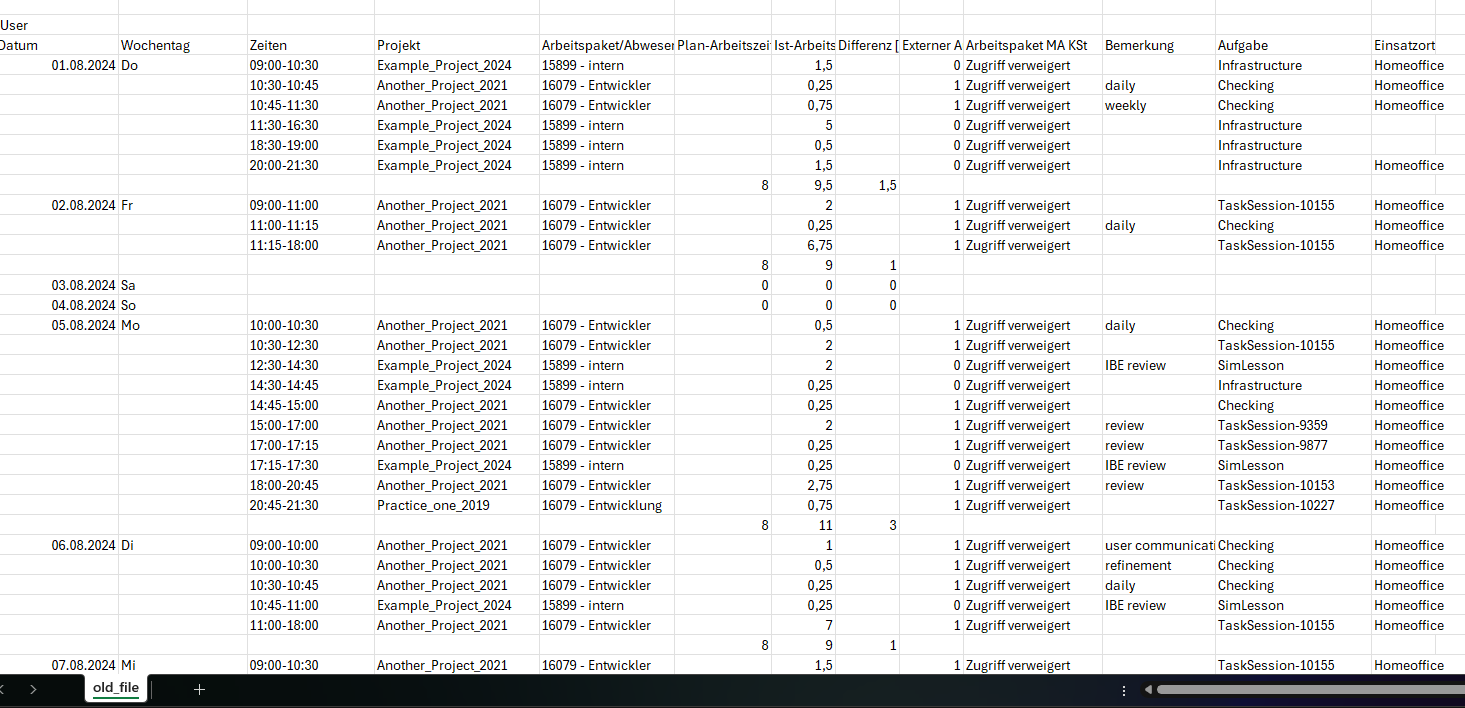 User
Datum Wochentag Zeiten Projekt Arbeitspaket/Abweser Plan-Arbeitszei Ist-Arbeits Differenz [ Externer A Arbeitspaket MA KSt Bemerkung Aufgabe Einsatzort
01.08.2024 Do 09:00-10:30 Example_Project_2024 15899 - intern 1,5 0 Zugriff verweigert Infrastructure Homeoffice
10:30-10:45 Another_Project_2021 16079 - Entwickler 0,25 1 Zugriff verweigert daily Checking Homeoffice
10:45-11:30 Another_Project_2021 16079 - Entwickler 0,75 1 Zugriff verweigert weekly Checking Homeoffice
11:30-16:30 Example_Project_2024 15899 - intern 5 0 Zugriff verweigert Infrastructure
18:30-19:00 Example_Project_2024 15899 - intern 0,5 0 Zugriff verweigert Infrastructure
20:00-21:30 Example_Project_2024 15899 - intern 1,5 0 Zugriff verweigert Infrastructure Homeoffice
8 9,5 1,5
02.08.2024 Fr 09:00-11:00 Another_Project_2021 16079 - Entwickler 2 1 Zugriff verweigert TaskSession-10155 Homeoffice
11:00-11:15 Another_Project_2021 16079 - Entwickler 0,25 1 Zugriff verweigert daily Checking Homeoffice
11:15-18:00 Another_Project_2021 16079 - Entwickler 6,75 1 Zugriff verweigert TaskSession-10155 Homeoffice
8 9 1
03.08.2024 Sa 0 0 0
04.08.2024 So 0 0 0
05.08.2024 Mo 10:00-10:30 Another_Project_2021 16079 - Entwickler 0,5 1 Zugriff verweigert daily Checking Homeoffice
10:30-12:30 Another_Project_2021 16079 - Entwickler 2 1 Zugriff verweigert TaskSession-10155 Homeoffice
12:30-14:30 Example_Project_2024 15899 - intern 2 0 Zugriff verweigert IBE review SimLesson Homeoffice
14:30-14:45 Example_Project_2024 15899 - intern 0,25 0 Zugriff verweigert Infrastructure Homeoffice
14:45-15:00 Another_Project_2021 16079 - Entwickler 0,25 1 Zugriff verweigert Checking Homeoffice
15:00-17:00 Another_Project_2021 16079 - Entwickler 2 1 Zugriff verweigert review TaskSession-9359 Homeoffice
17:00-17:15 Another_Project_2021 16079 - Entwickler 0,25 1 Zugriff verweigert review TaskSession-9877 Homeoffice
17:15-17:30 Example_Project_2024 15899 - intern 0,25 0 Zugriff verweigert IBE review SimLesson Homeoffice
18:00-20:45 Another_Project_2021 16079 - Entwickler 2,75 1 Zugriff verweigert review TaskSession-10153 Homeoffice
20:45-21:30 Practice_one_2019 16079 - Entwicklung 0,75 1 Zugriff verweigert TaskSession-10227 Homeoffice
8 11 3
06.08.2024 Di 09:00-10:00 Another_Project_2021 16079 - Entwickler 1 1 Zugriff verweigert user communicati Checking Homeoffice
10:00-10:30 Another_Project_2021 16079 - Entwickler 0,5 1 Zugriff verweigert refinement Checking Homeoffice
10:30-10:45 Another_Project_2021 16079 - Entwickler 0,25 1 Zugriff verweigert daily Checking Homeoffice
10:45-11:00 Example_Project_2024 15899 - intern 0,25 0 Zugriff verweigert IBE review SimLesson Homeoffice
11:00-18:00 Another_Project_2021 16079 - Entwickler 7 1 Zugriff verweigert TaskSession-10155 Homeoffice
8 9 1
07.08.2024 Mi 09:00-10:30 Another_Project_2021 16079 - Entwickler 1,5 1 Zugriff verweigert TaskSession-10155 Homeoffice
old_file